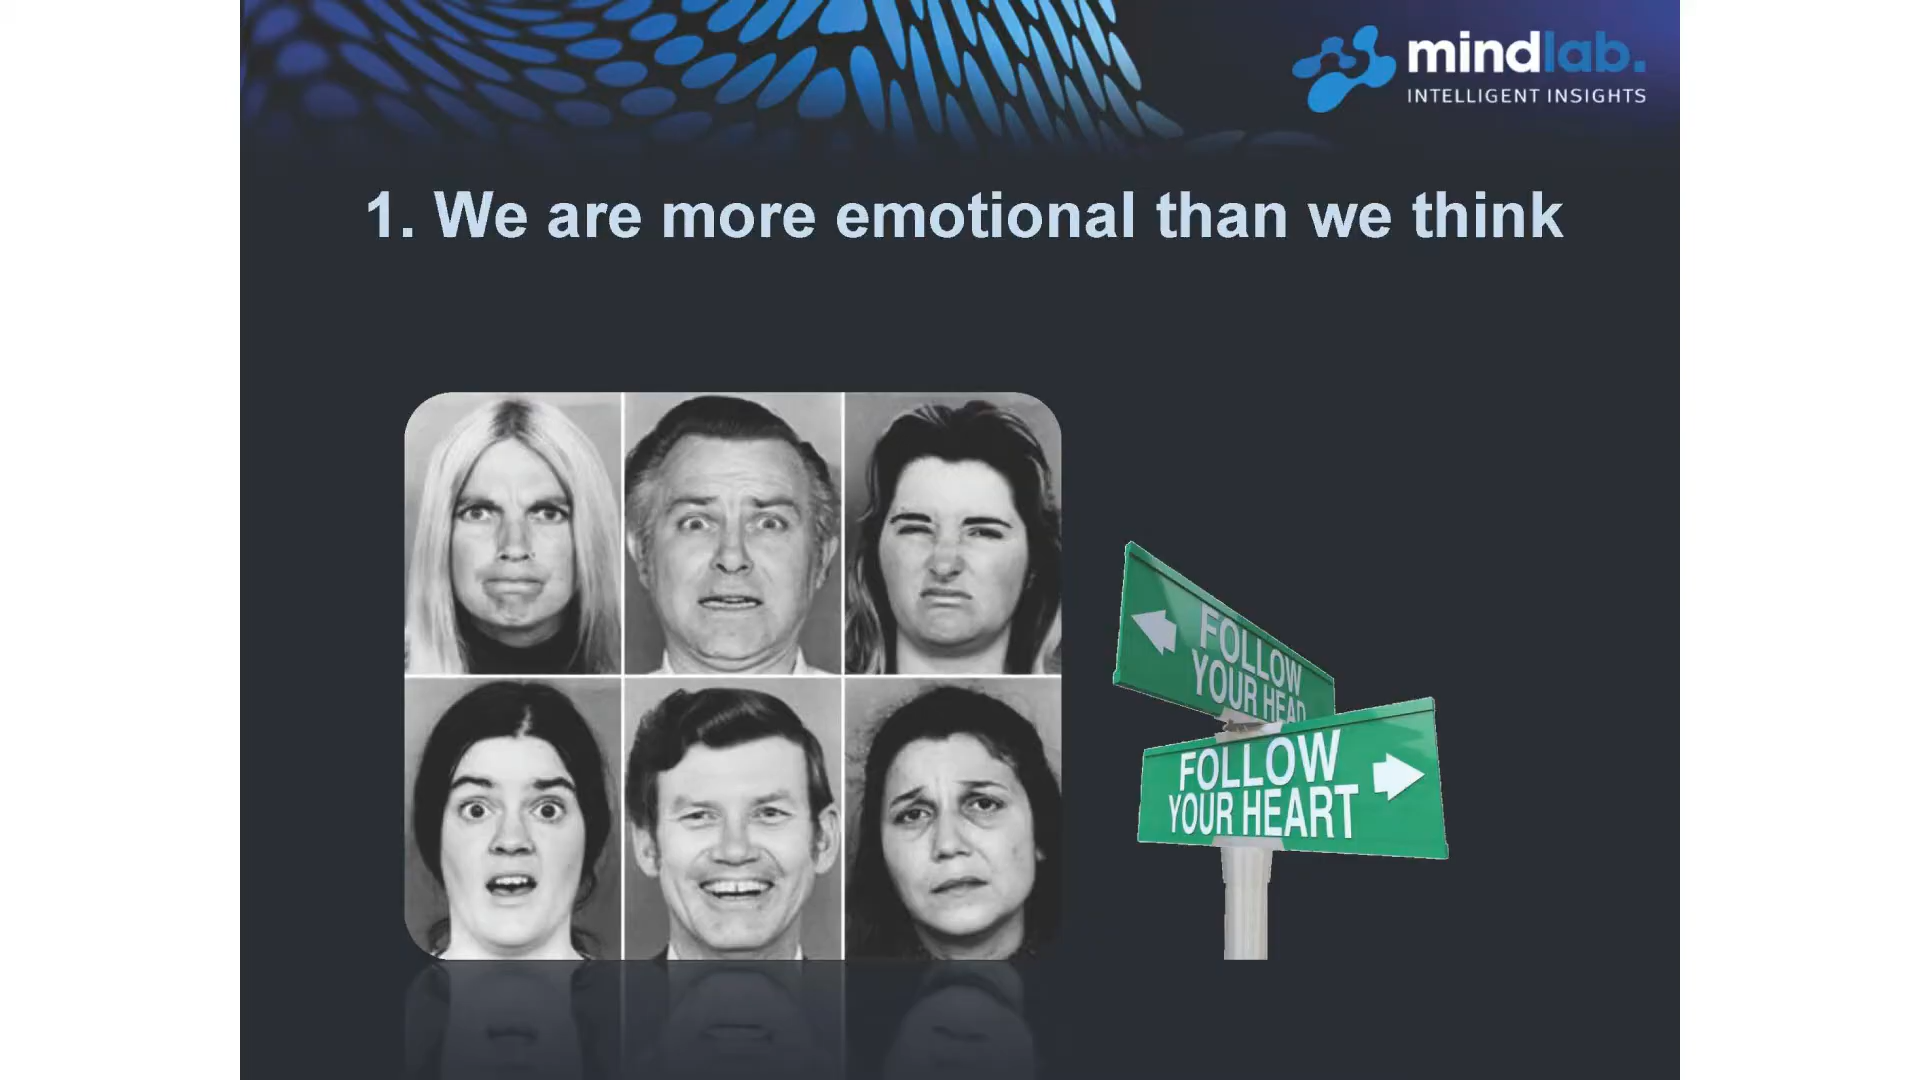 mindlab.
INTELLIGENT INSIGHTS
1. We are more emotional than we think
FOLLOW
YOUR HEAD
FOLLOW
YOUR HEART